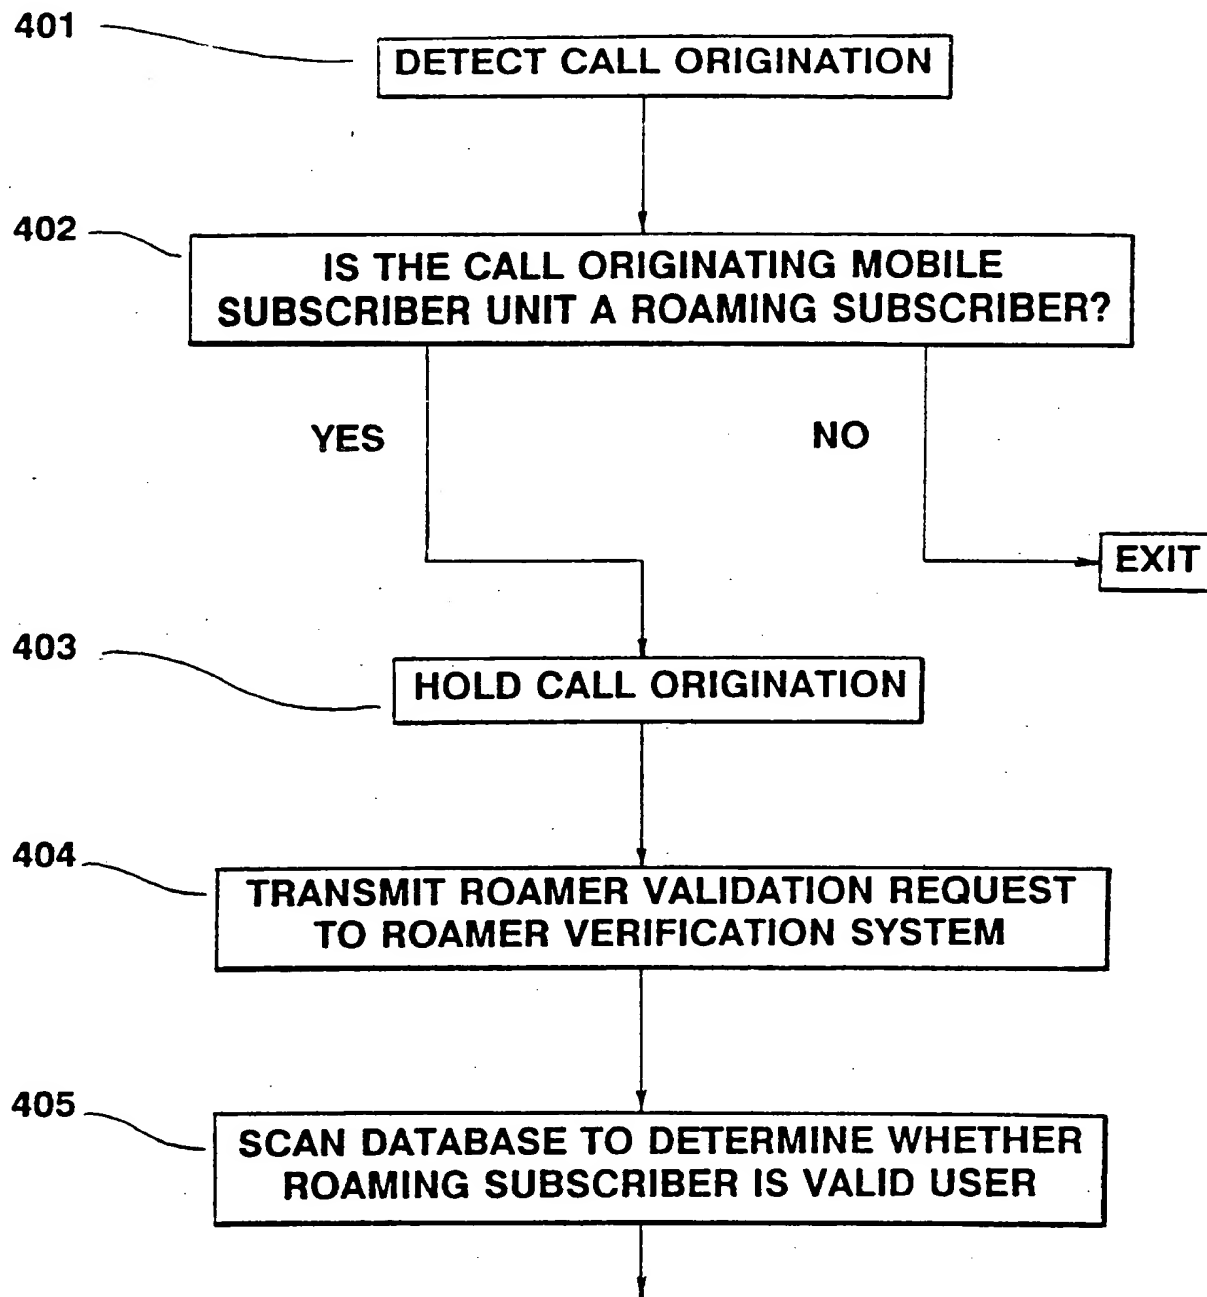 401
DETECT CALL ORIGINATION
402
IS THE CALL ORIGINATING MOBILE
SUBSCRIBER UNIT A ROAMING SUBSCRIBER?
YES
NO
EXIT
403
HOLD CALL ORIGINATION
404
TRANSMIT ROAMER VALIDATION REQUEST
TO ROAMER VERIFICATION SYSTEM
405
SCAN DATABASE TO DETERMINE WHETHER
ROAMING SUBSCRIBER IS VALID USER